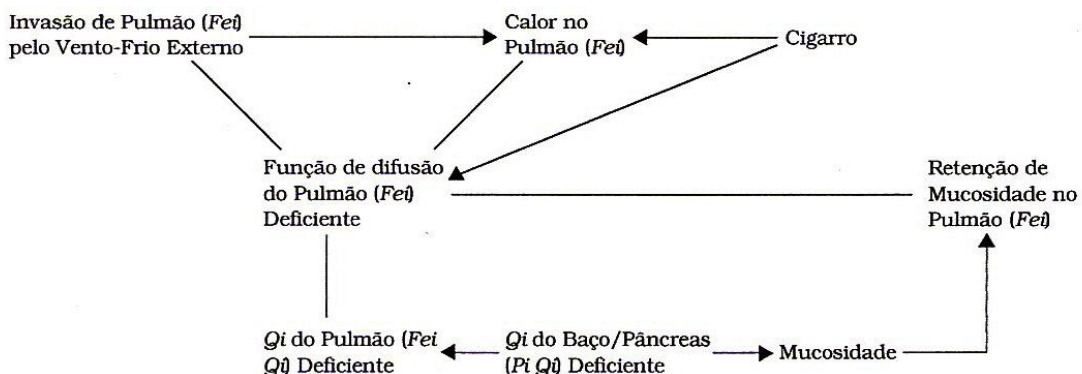 Invasão de Pulmão (Fei)
pelo Vento-Frio Externo
Calor no
Pulmão (Fei)
Cigarro
Função de difusão
do Pulmão (Fei)
Deficiente
Retenção de
Mucosidade no
Pulmão (Fei)
Qi do Pulmão (Fei
Qi) Deficiente
Qi do Baço/Pâncreas
(Pi Qi) Deficiente
Mucosidade